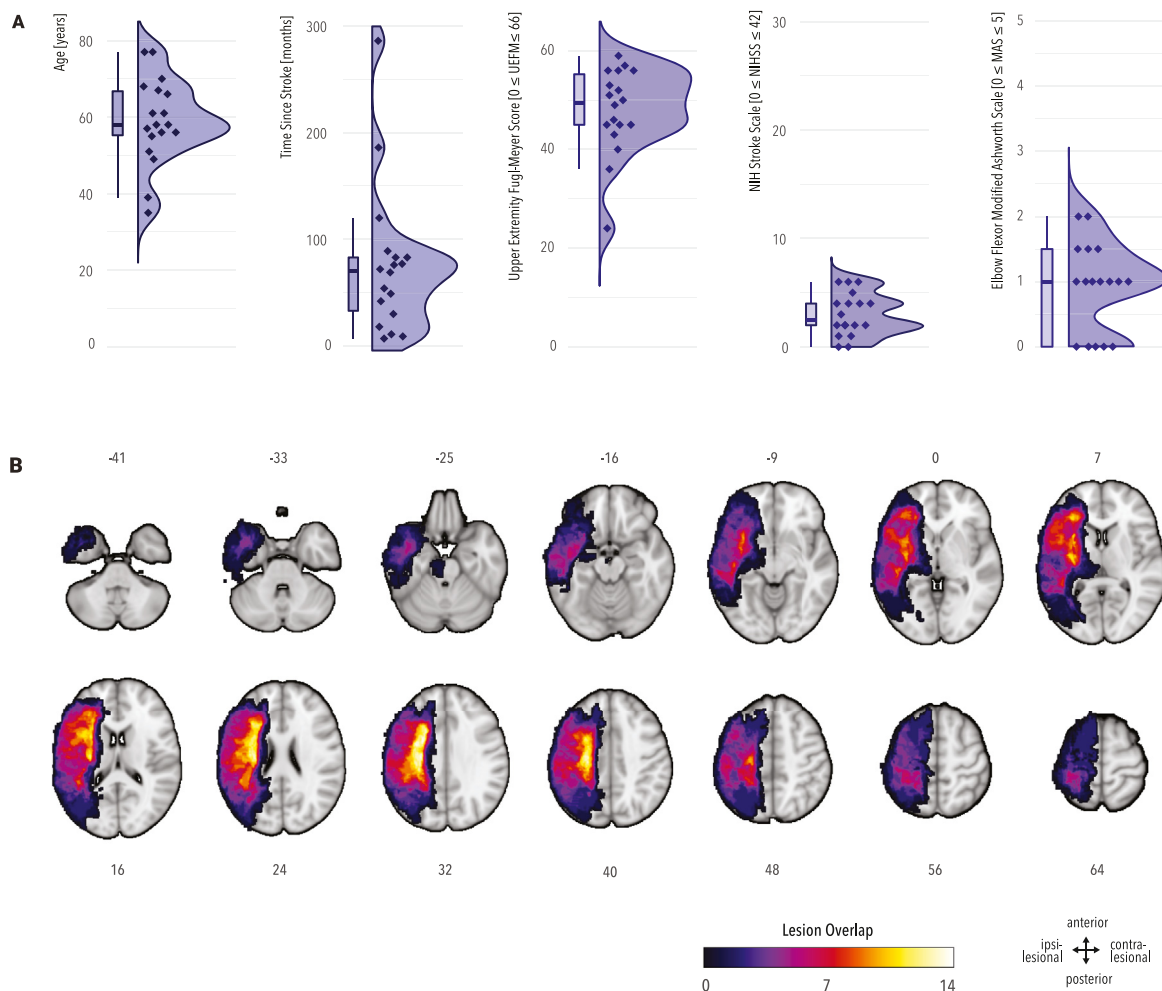 A
Age [years]
80
60
40
20
0
Time Since Stroke [months]
300
200
100
0
Upper Extremity Fugl-Meyer Score [0 ≤ UEFM ≤ 66]
60
40
20
0
NIH Stroke Scale [0 ≤ NIHSS ≤ 42]
30
20
10
0
Elbow Flexor Modified Ashworth Scale [0 ≤ MAS ≤ 5]
5
4
3
2
1
0
B
-41 -33 -25 -16 -9 0 7
16 24 32 40 48 56 64
Lesion Overlap
0 7 14
anterior
ipsi-
lesional
contra-
lesional
posterior